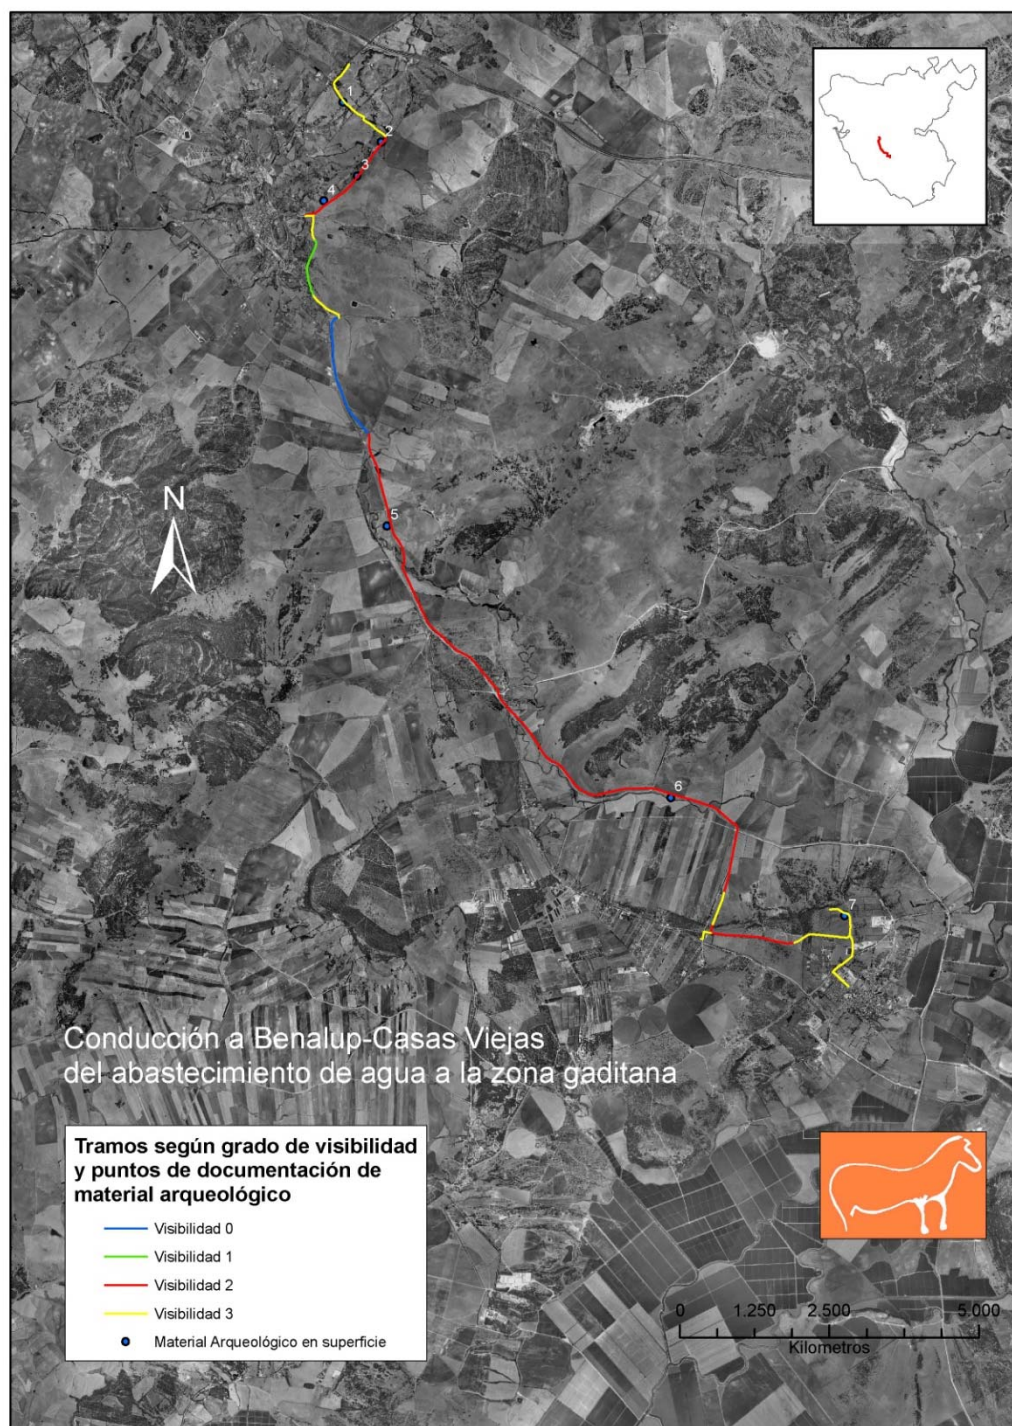 1
2
3
4
N
5
6
7
Conducción a Benalup-Casas Viejas
del abastecimiento de agua a la zona gaditana
Tramos según grado de visibilidad
y puntos de documentación de
material arqueológico
Visibilidad 0
Visibilidad 1
Visibilidad 2
Visibilidad 3
Material Arqueológico en superficie
0 1.250 2.500 5.000
Kilometros